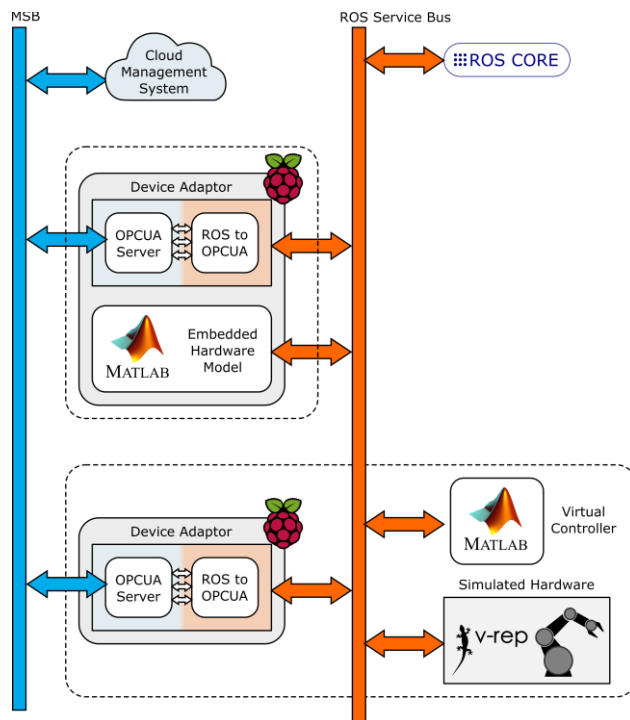 MSB
ROS Service Bus
Cloud
Management
System
ROS CORE
Device Adaptor
OPCUA
Server
ROS to
OPCUA
MATLAB
Embedded
Hardware
Model
Device Adaptor
OPCUA
Server
ROS to
OPCUA
MATLAB
Virtual
Controller
Simulated Hardware
v-rep